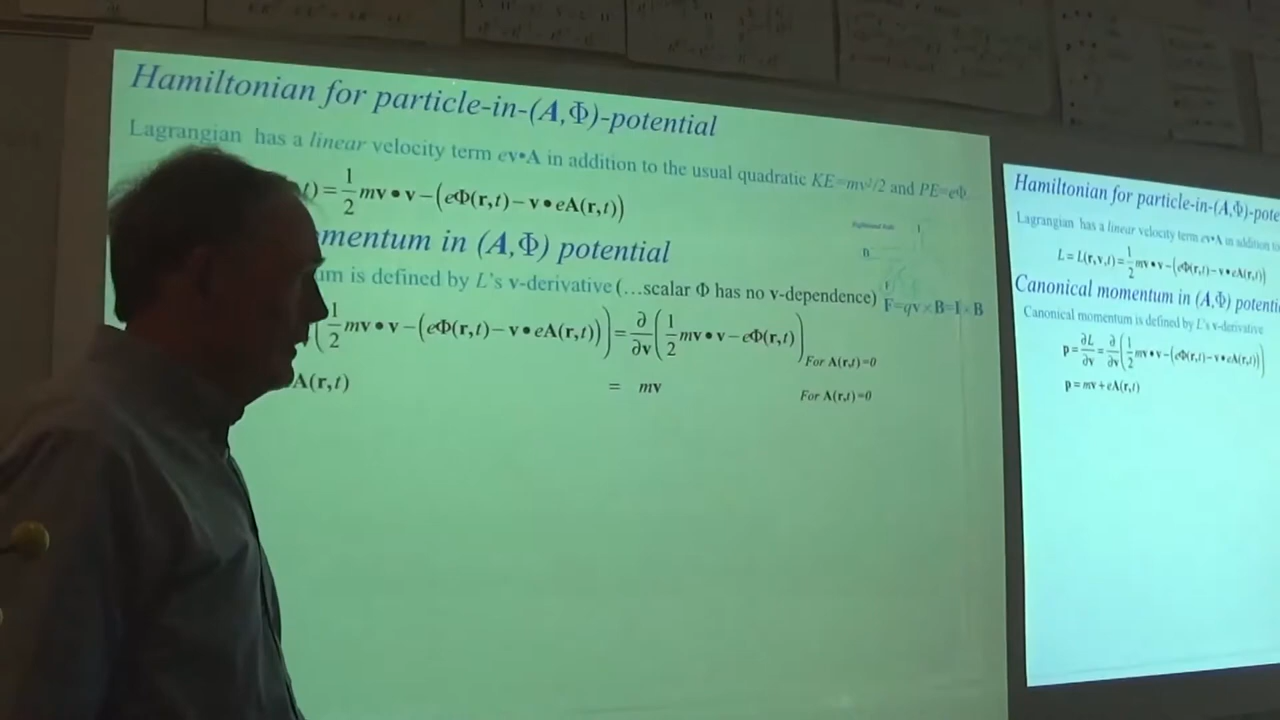 Hamiltonian for particle-in-(A,Φ)-potential
Lagrangian has a linear velocity term ev•A in addition to the usual quadratic KE=mv²/2 and PE=eΦ
t)=1/2 mv•v−(eΦ(r,t)−v•eA(r,t))
mentum in (A,Φ) potential
um is defined by L's v-derivative (…scalar Φ has no v-dependence)
F=qv×B=I×B
(1/2 mv•v−(eΦ(r,t)−v•eA(r,t)))=∂/∂v(1/2 mv•v−eΦ(r,t)) For A(r,t)=0
A(r,t) = mv For A(r,t)=0
Hamiltonian for particle-in-(A,Φ)-pote
Lagrangian has a linear velocity term ev•A in addition to
L=L(r,v,t)=1/2 mv•v−(eΦ(r,t)−v•eA(r,t))
Canonical momentum in (A,Φ) potenti
Canonical momentum is defined by L's v-derivative
p=∂L/∂v=∂/∂v(1/2 mv•v−(eΦ(r,t)−v•eA(r,t)))
p=mv+eA(r,t)